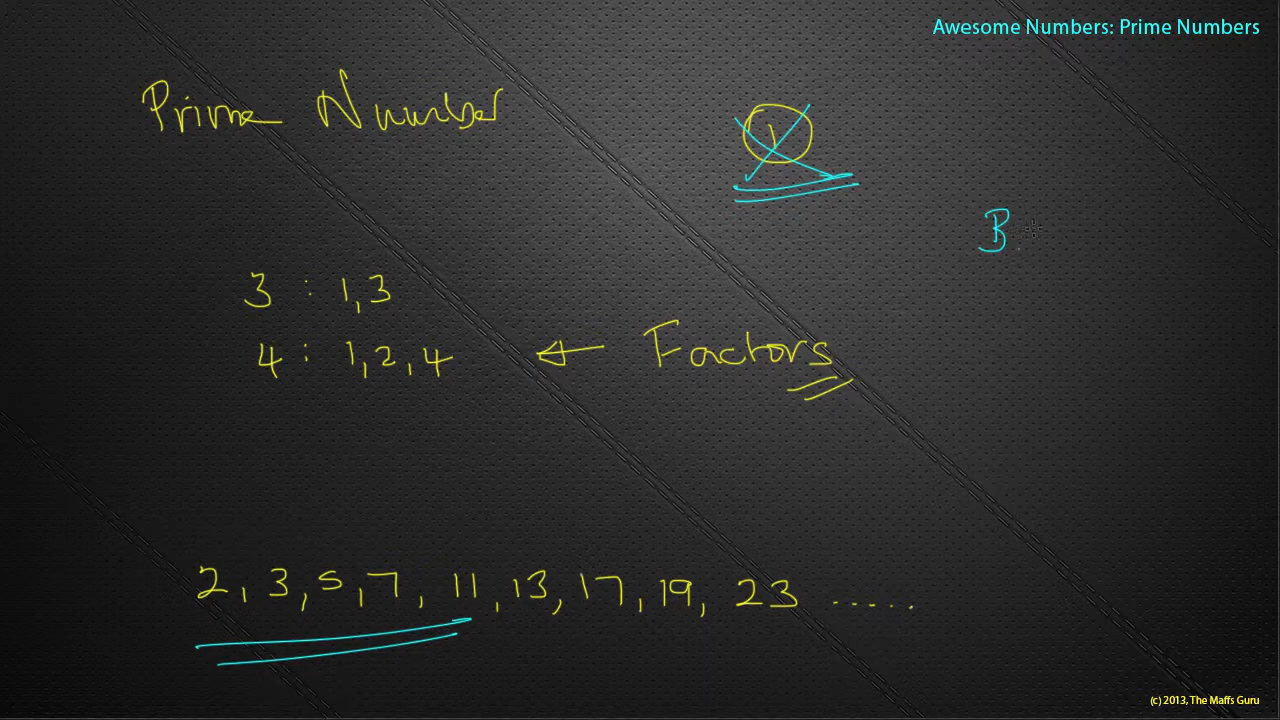 Awesome Numbers: Prime Numbers
Prime Number
1
B
3 : 1,3
4 : 1,2,4 ← Factors
2, 3, 5, 7, 11, 13, 17, 19, 23 .....
(c) 2013, The Maffs Guru